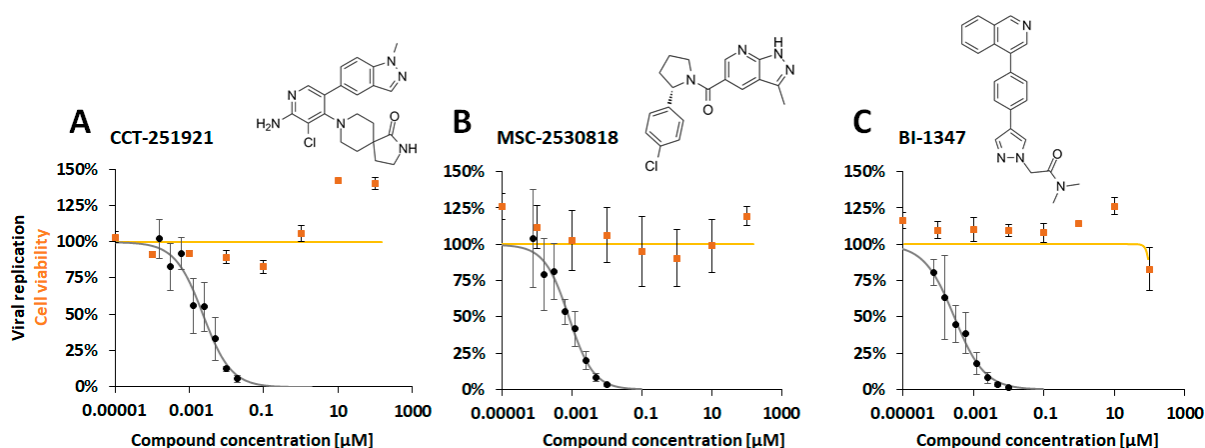 A
CCT-251921
B
MSC-2530818
C
BI-1347
N
N
N
H₂N
Cl
N
O
NH
N
H
N
N
N
O
Cl
N
N
N
O
N
Viral replication
Cell viability
150%
125%
100%
75%
50%
25%
0%
0.00001
0.001
0.1
10
1000
Compound concentration [µM]
150%
125%
100%
75%
50%
25%
0%
0.00001
0.001
0.1
10
1000
Compound concentration [µM]
150%
125%
100%
75%
50%
25%
0%
0.00001
0.001
0.1
10
1000
Compound concentration [µM]